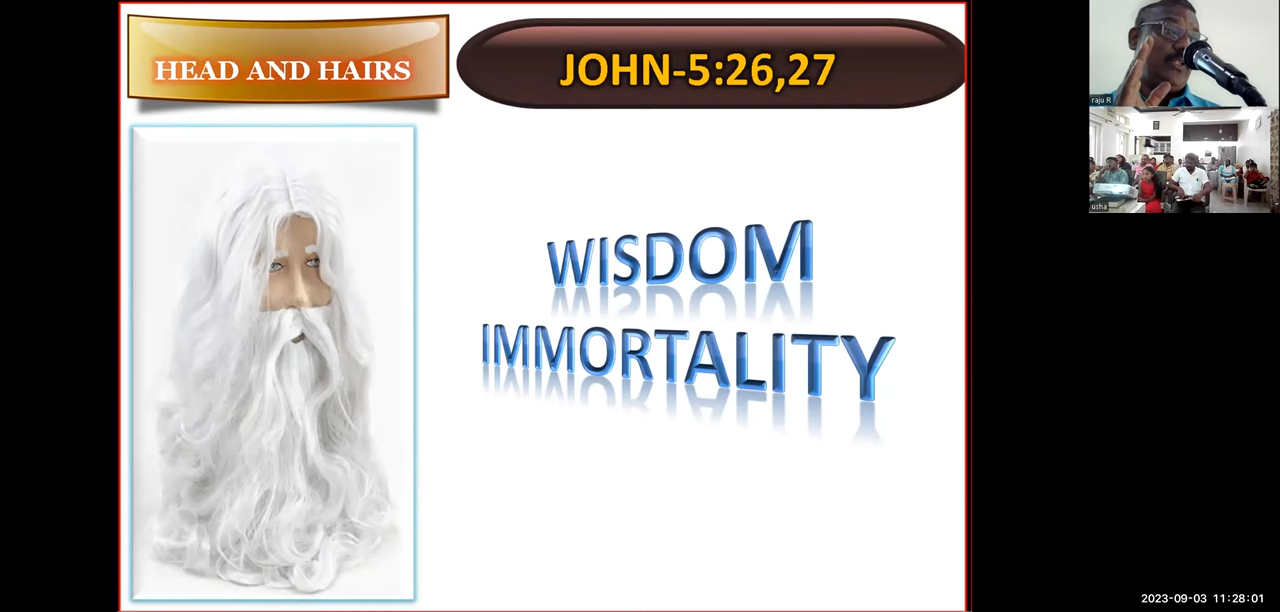 HEAD AND HAIRS
JOHN-5:26,27
WISDOM
IMMORTALITY
raju R
usha
2023-09-03 11:28:01